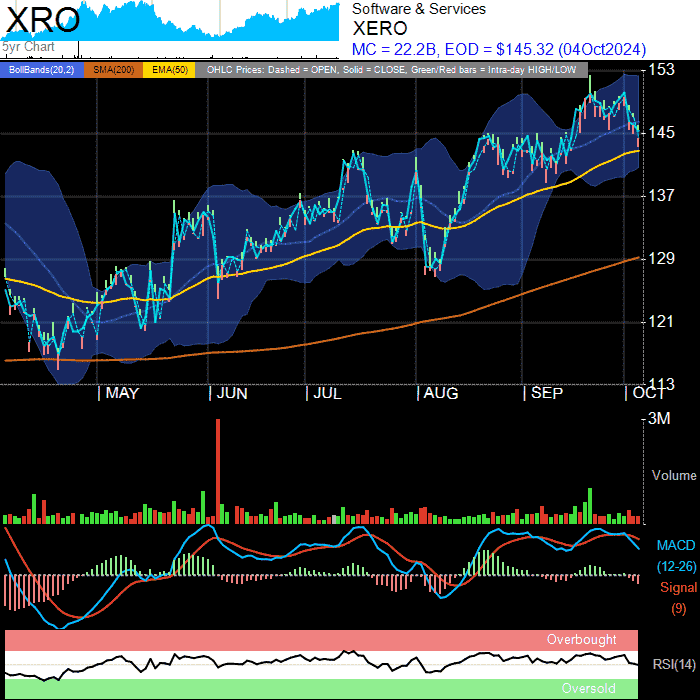 XRO
5yr Chart
Software & Services
XERO
MC = 22.2B, EOD = $145.32 (04Oct2024)
BollBands(20,2) SMA(200) EMA(50) OHLC Prices: Dashed = OPEN, Solid = CLOSE, Green/Red bars = Intra-day HIGH/LOW
153
145
137
129
121
113
MAY JUN JUL AUG SEP OCT
3M
Volume
MACD
(12-26)
Signal
(9)
Overbought
RSI(14)
Oversold